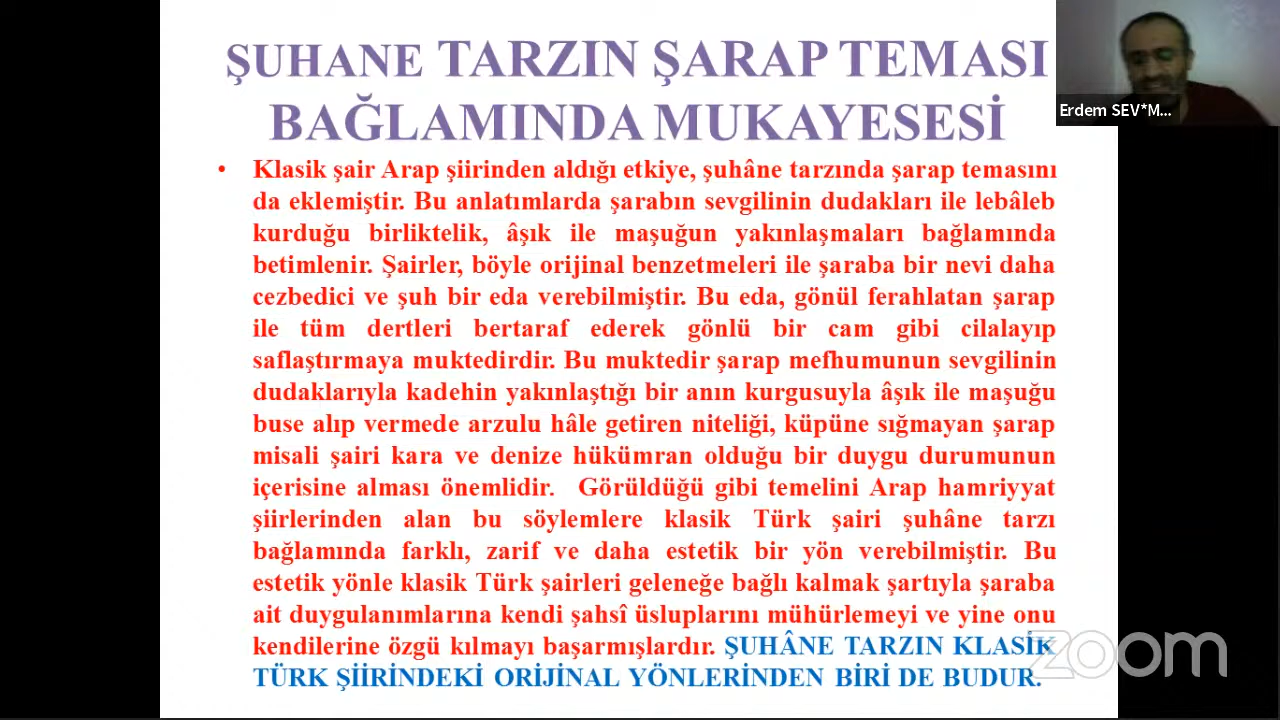 ŞUHANE TARZIN ŞARAP TEMASI
BAĞLAMINDA MUKAYESESİ
Erdem SEV*M...
• Klasik şair Arap şiirinden aldığı etkiye, şuhâne tarzında şarap temasını
da eklemiştir. Bu anlatımlarda şarabın sevgilinin dudakları ile lebâleb
kurduğu birliktelik, âşık ile maşuğun yakınlaşmaları bağlamında
betimlenir. Şairler, böyle orijinal benzetmeleri ile şaraba bir nevi daha
cezbedici ve şuh bir eda verebilmiştir. Bu eda, gönül ferahlatan şarap
ile tüm dertleri bertaraf ederek gönlü bir cam gibi cilalayıp
saflaştırmaya muktedirdir. Bu muktedir şarap mefhumunun sevgilinin
dudaklarıyla kadehin yakınlaştığı bir anın kurgusuyla âşık ile maşuğu
buse alıp vermede arzulu hâle getiren niteliği, küpüne sığmayan şarap
misali şairi kara ve denize hükümran olduğu bir duygu durumunun
içerisine alması önemlidir. Görüldüğü gibi temelini Arap hamriyyat
şiirlerinden alan bu söylemlere klasik Türk şairi şuhâne tarzı
bağlamında farklı, zarif ve daha estetik bir yön verebilmiştir. Bu
estetik yönle klasik Türk şairleri geleneğe bağlı kalmak şartıyla şaraba
ait duygulanımlarına kendi şahsî üsluplarını mühürlemeyi ve yine onu
kendilerine özgü kılmayı başarmışlardır. ŞUHÂNE TARZIN KLASİK
TÜRK ŞİİRİNDEKİ ORİJİNAL YÖNLERİNDEN BİRİ DE BUDUR.
zoom